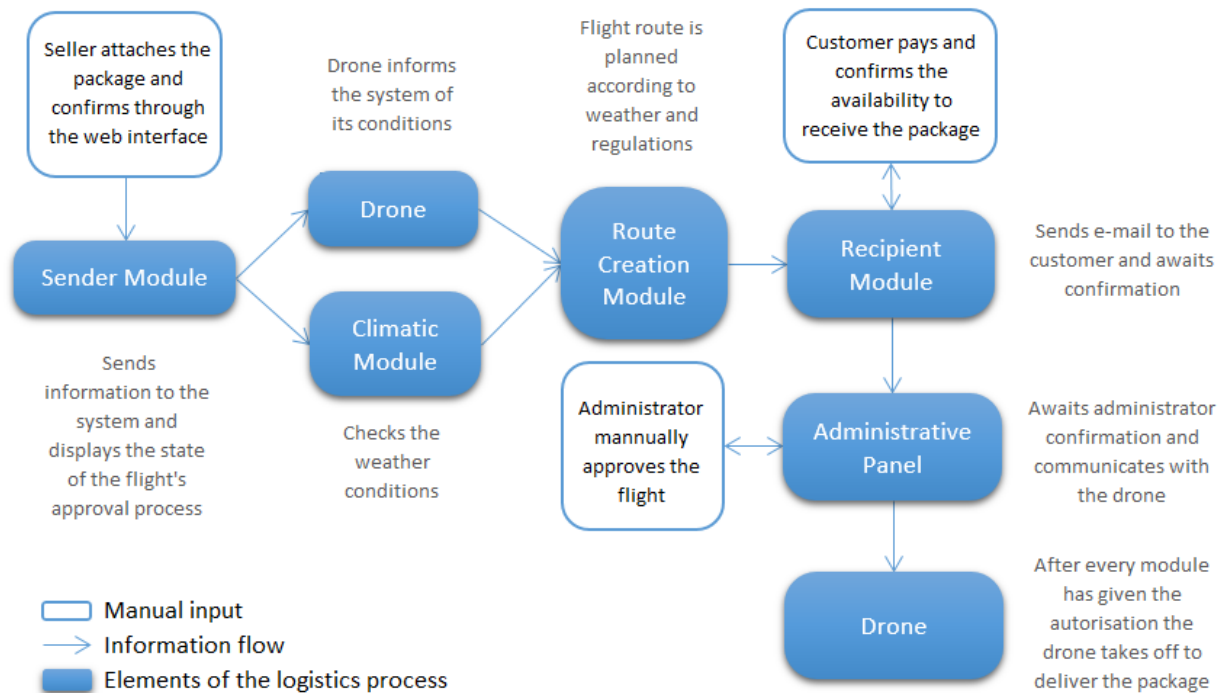 Seller attaches the
package and
confirms through
the web interface
Sender Module
Sends
information to the
system and
displays the state
of the flight's
approval process
Drone informs
the system of
its conditions
Drone
Climatic
Module
Checks the
weather
conditions
Flight route is
planned
according to
weather and
regulations
Route
Creation
Module
Customer pays and
confirms the
availability to
receive the package
Recipient
Module
Sends e-mail to the
customer and awaits
confirmation
Administrator
mannually
approves the
flight
Administrative
Panel
Awaits administrator
confirmation and
communicates with
the drone
Drone
After every module
has given the
autorisation the
drone takes off to
deliver the package
Manual input
Information flow
Elements of the logistics process